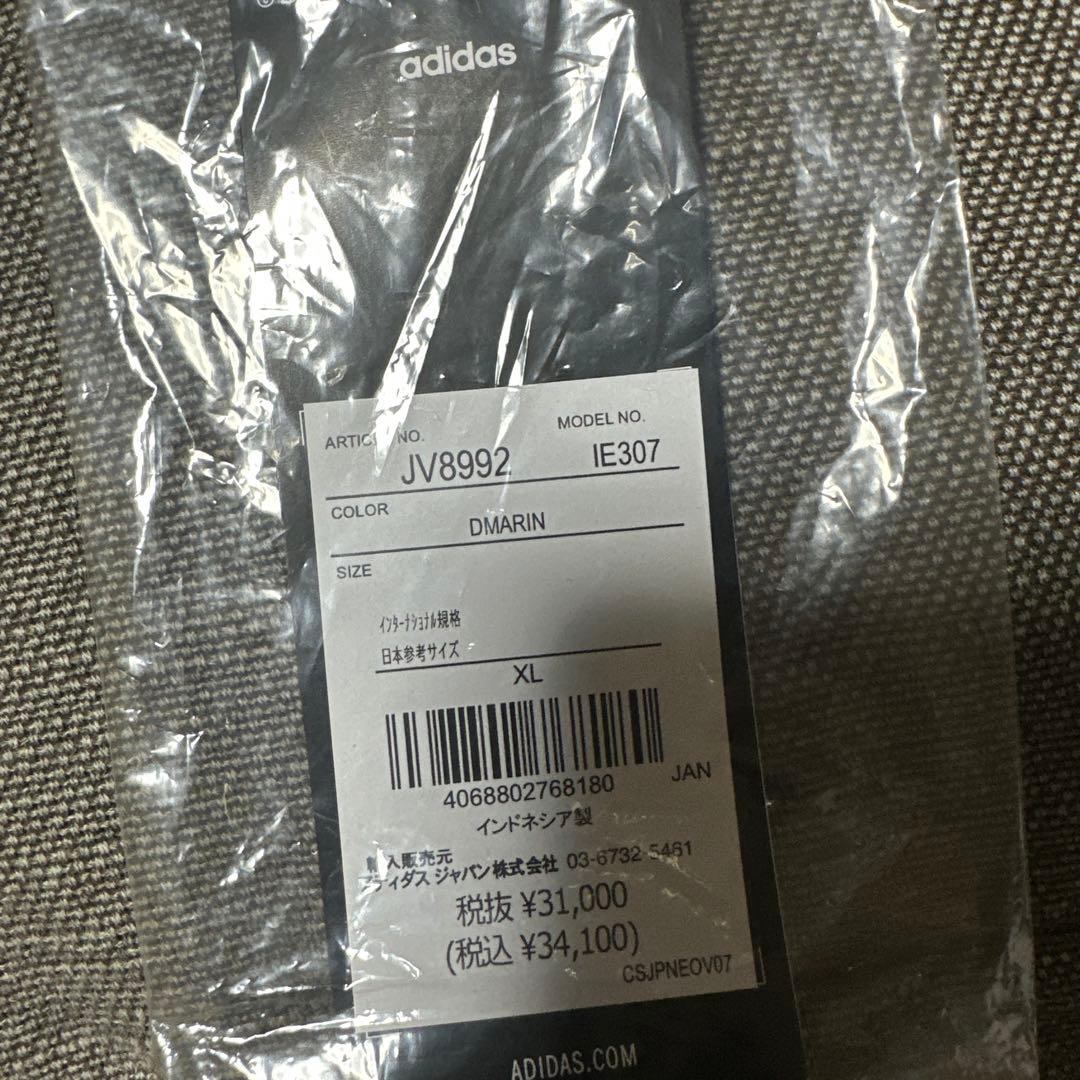 adidas
ARTICLE NO. MODEL NO.
JV8992 IE307
COLOR
DMARIN
SIZE
インターナショナル規格
日本参考サイズ
XL
4068802768180 JAN
インドネシア製
輸入販売元
アディダス ジャパン株式会社 03-6732-5461
税抜 ¥31,000
(税込 ¥34,100)
CSJPNEOV07
ADIDAS.COM